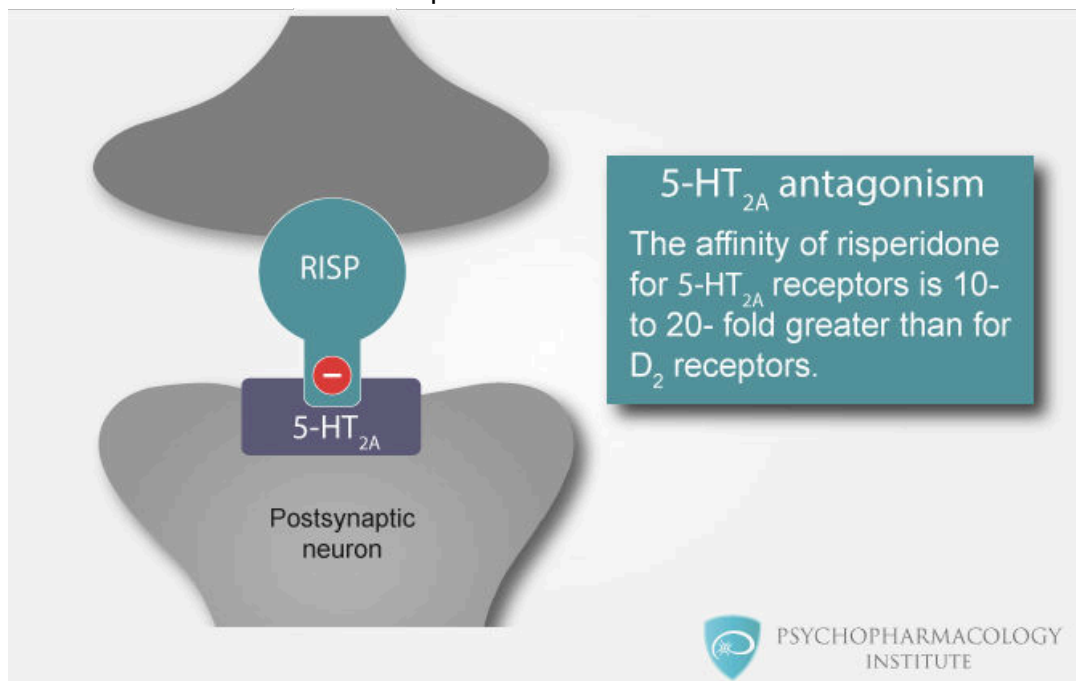 RISP
5-HT2A
Postsynaptic
neuron
5-HT2A antagonism
The affinity of risperidone
for 5-HT2A receptors is 10-
to 20- fold greater than for
D2 receptors.
PSYCHOPHARMACOLOGY
INSTITUTE